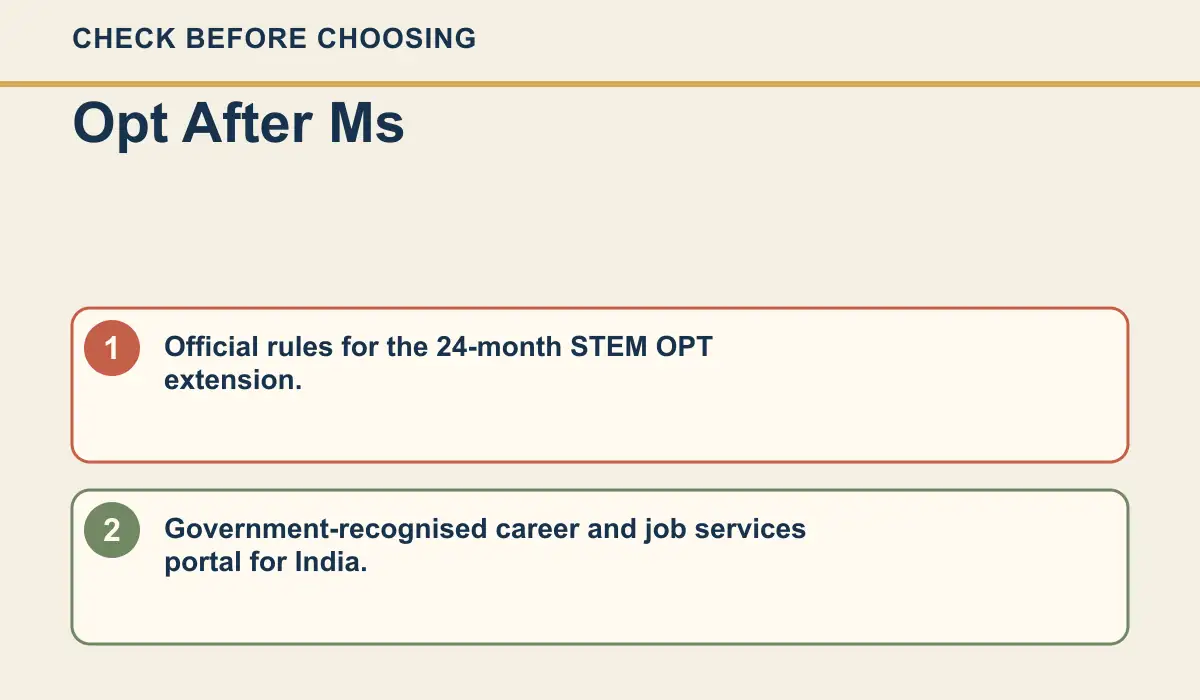 CHECK BEFORE CHOOSING
Opt After Ms
1
Official rules for the 24-month STEM OPT
extension.
2
Government-recognised career and job services
portal for India.